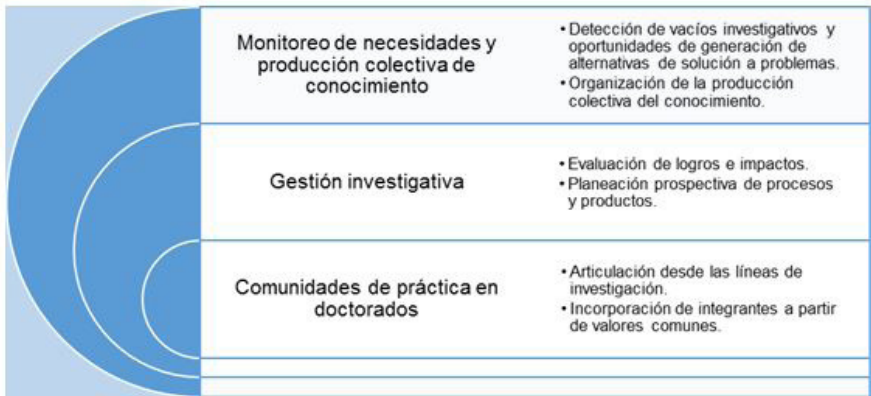 Monitoreo de necesidades y
producción colectiva de
conocimiento
• Detección de vacíos investigativos y
oportunidades de generación de
alternativas de solución a problemas.
• Organización de la producción
colectiva del conocimiento.
Gestión investigativa
• Evaluación de logros e impactos.
• Planeación prospectiva de procesos
y productos.
Comunidades de práctica en
doctorados
• Articulación desde las líneas de
investigación.
• Incorporación de integrantes a partir
de valores comunes.